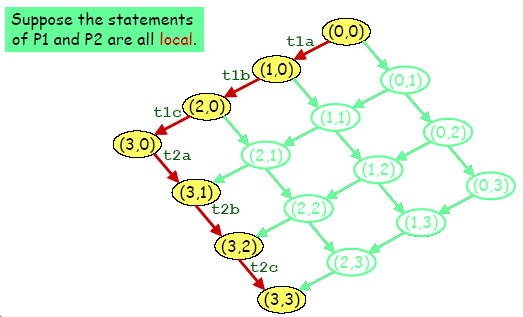 Suppose the statements
of P1 and P2 are all local.
(0,0)
t1a
(1,0)
(0,1)
t1b
(2,0)
(1,1)
(0,2)
t1c
(3,0)
(2,1)
(1,2)
(0,3)
t2a
(3,1)
(2,2)
(1,3)
t2b
(3,2)
(2,3)
t2c
(3,3)